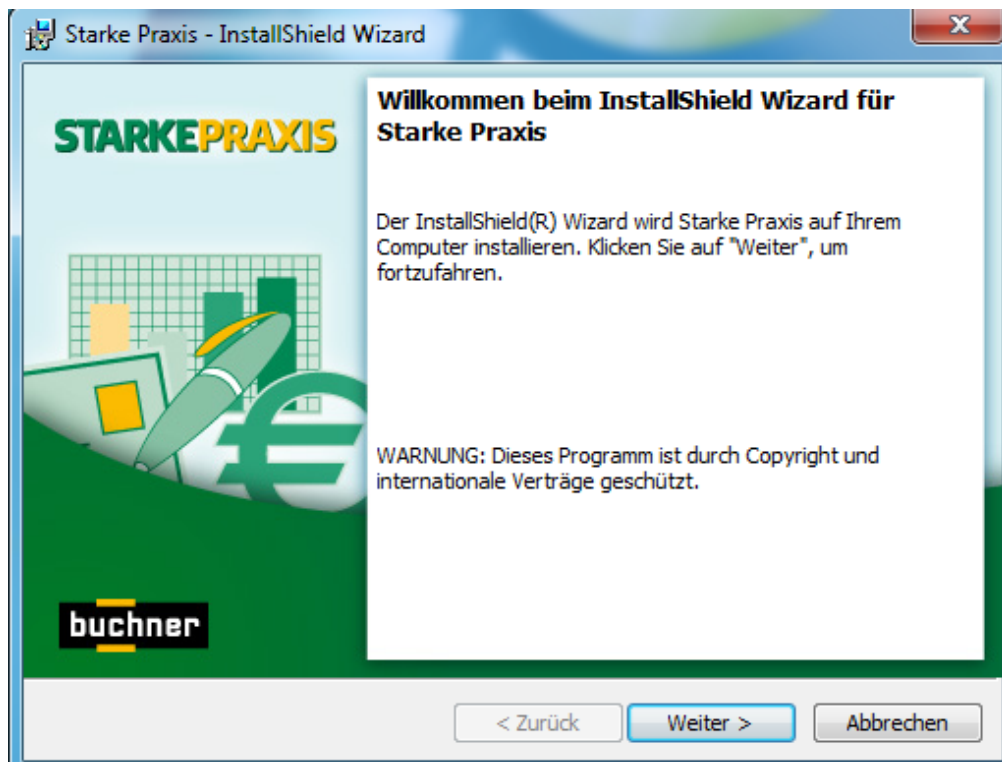 Starke Praxis - InstallShield Wizard
STARKEPRAXIS
Willkommen beim InstallShield Wizard für
Starke Praxis
Der InstallShield(R) Wizard wird Starke Praxis auf Ihrem
Computer installieren. Klicken Sie auf "Weiter", um
fortzufahren.
WARNUNG: Dieses Programm ist durch Copyright und
internationale Verträge geschützt.
buchner
< Zurück Weiter > Abbrechen